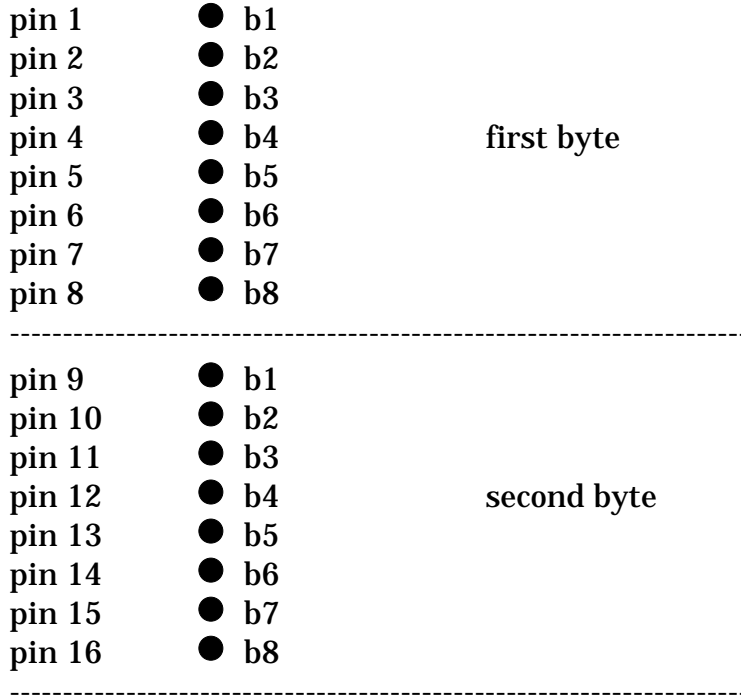 pin 1 ● b1
pin 2 ● b2
pin 3 ● b3
pin 4 ● b4 first byte
pin 5 ● b5
pin 6 ● b6
pin 7 ● b7
pin 8 ● b8
--------------------------------------------------------------------
pin 9 ● b1
pin 10 ● b2
pin 11 ● b3
pin 12 ● b4 second byte
pin 13 ● b5
pin 14 ● b6
pin 15 ● b7
pin 16 ● b8
--------------------------------------------------------------------